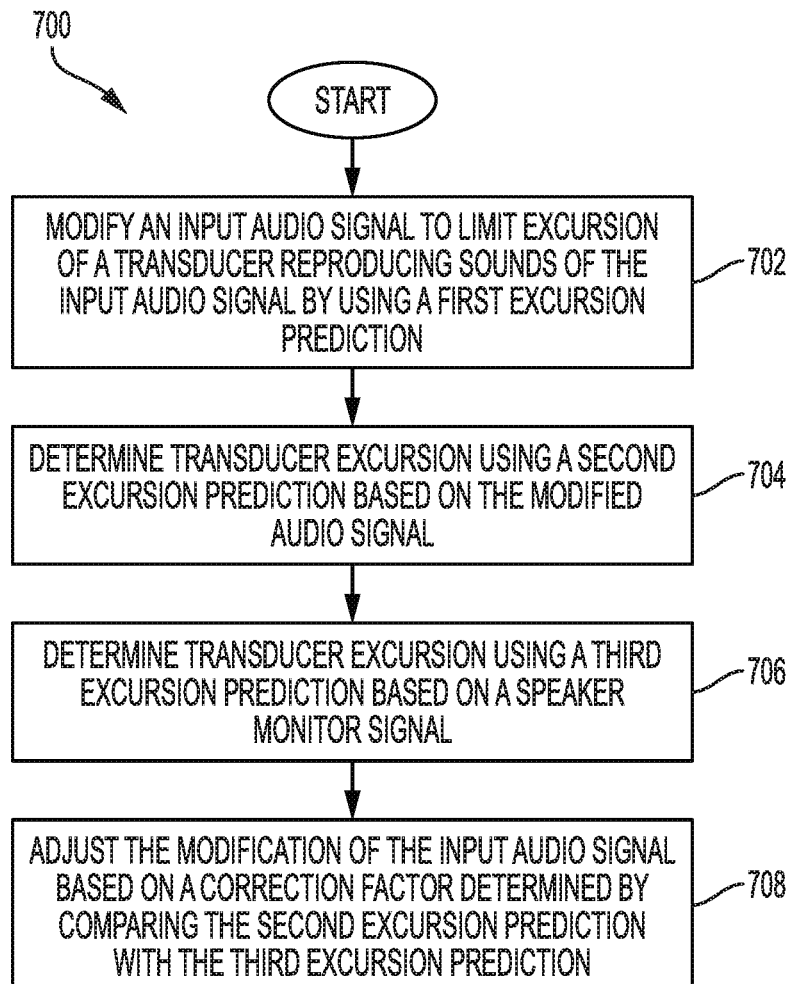 700
START
MODIFY AN INPUT AUDIO SIGNAL TO LIMIT EXCURSION
OF A TRANSDUCER REPRODUCING SOUNDS OF THE
INPUT AUDIO SIGNAL BY USING A FIRST EXCURSION
PREDICTION
702
DETERMINE TRANSDUCER EXCURSION USING A SECOND
EXCURSION PREDICTION BASED ON THE MODIFIED
AUDIO SIGNAL
704
DETERMINE TRANSDUCER EXCURSION USING A THIRD
EXCURSION PREDICTION BASED ON A SPEAKER
MONITOR SIGNAL
706
ADJUST THE MODIFICATION OF THE INPUT AUDIO SIGNAL
BASED ON A CORRECTION FACTOR DETERMINED BY
COMPARING THE SECOND EXCURSION PREDICTION
WITH THE THIRD EXCURSION PREDICTION
708